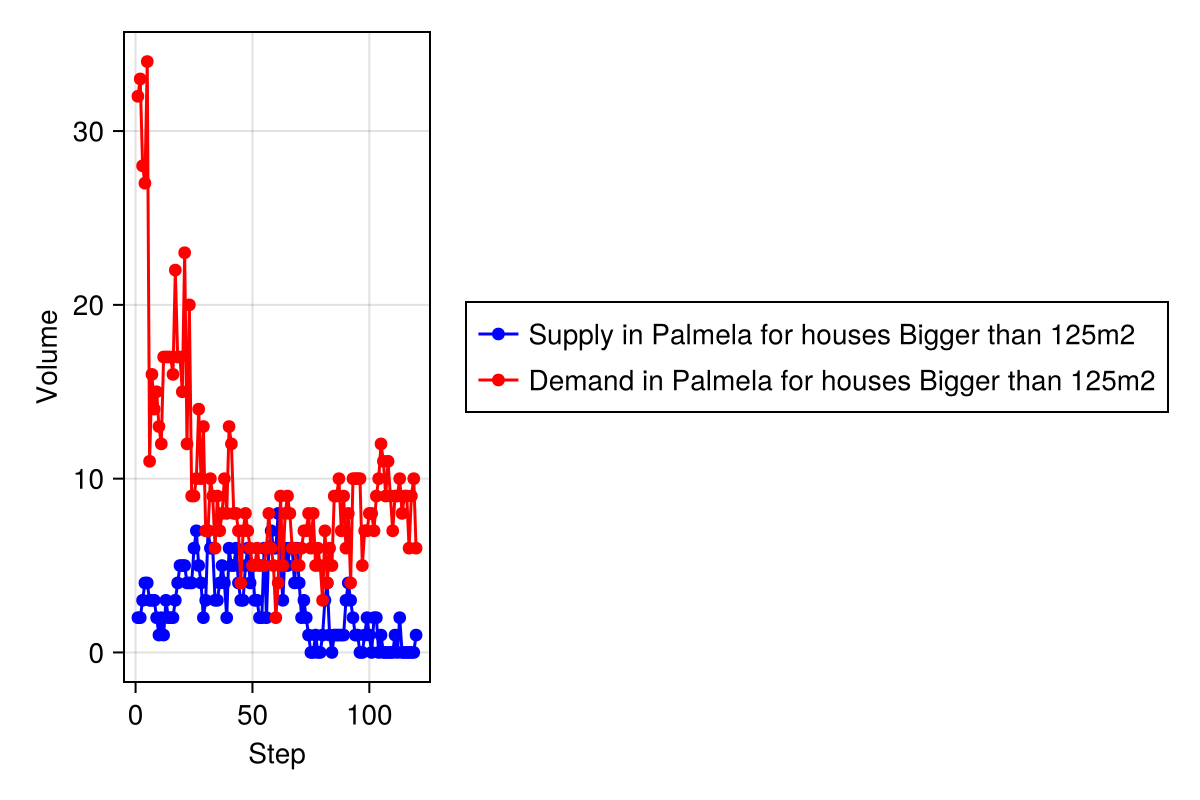 30
20
10
0
Volume
0 50 100
Step
Supply in Palmela for houses Bigger than 125m2
Demand in Palmela for houses Bigger than 125m2